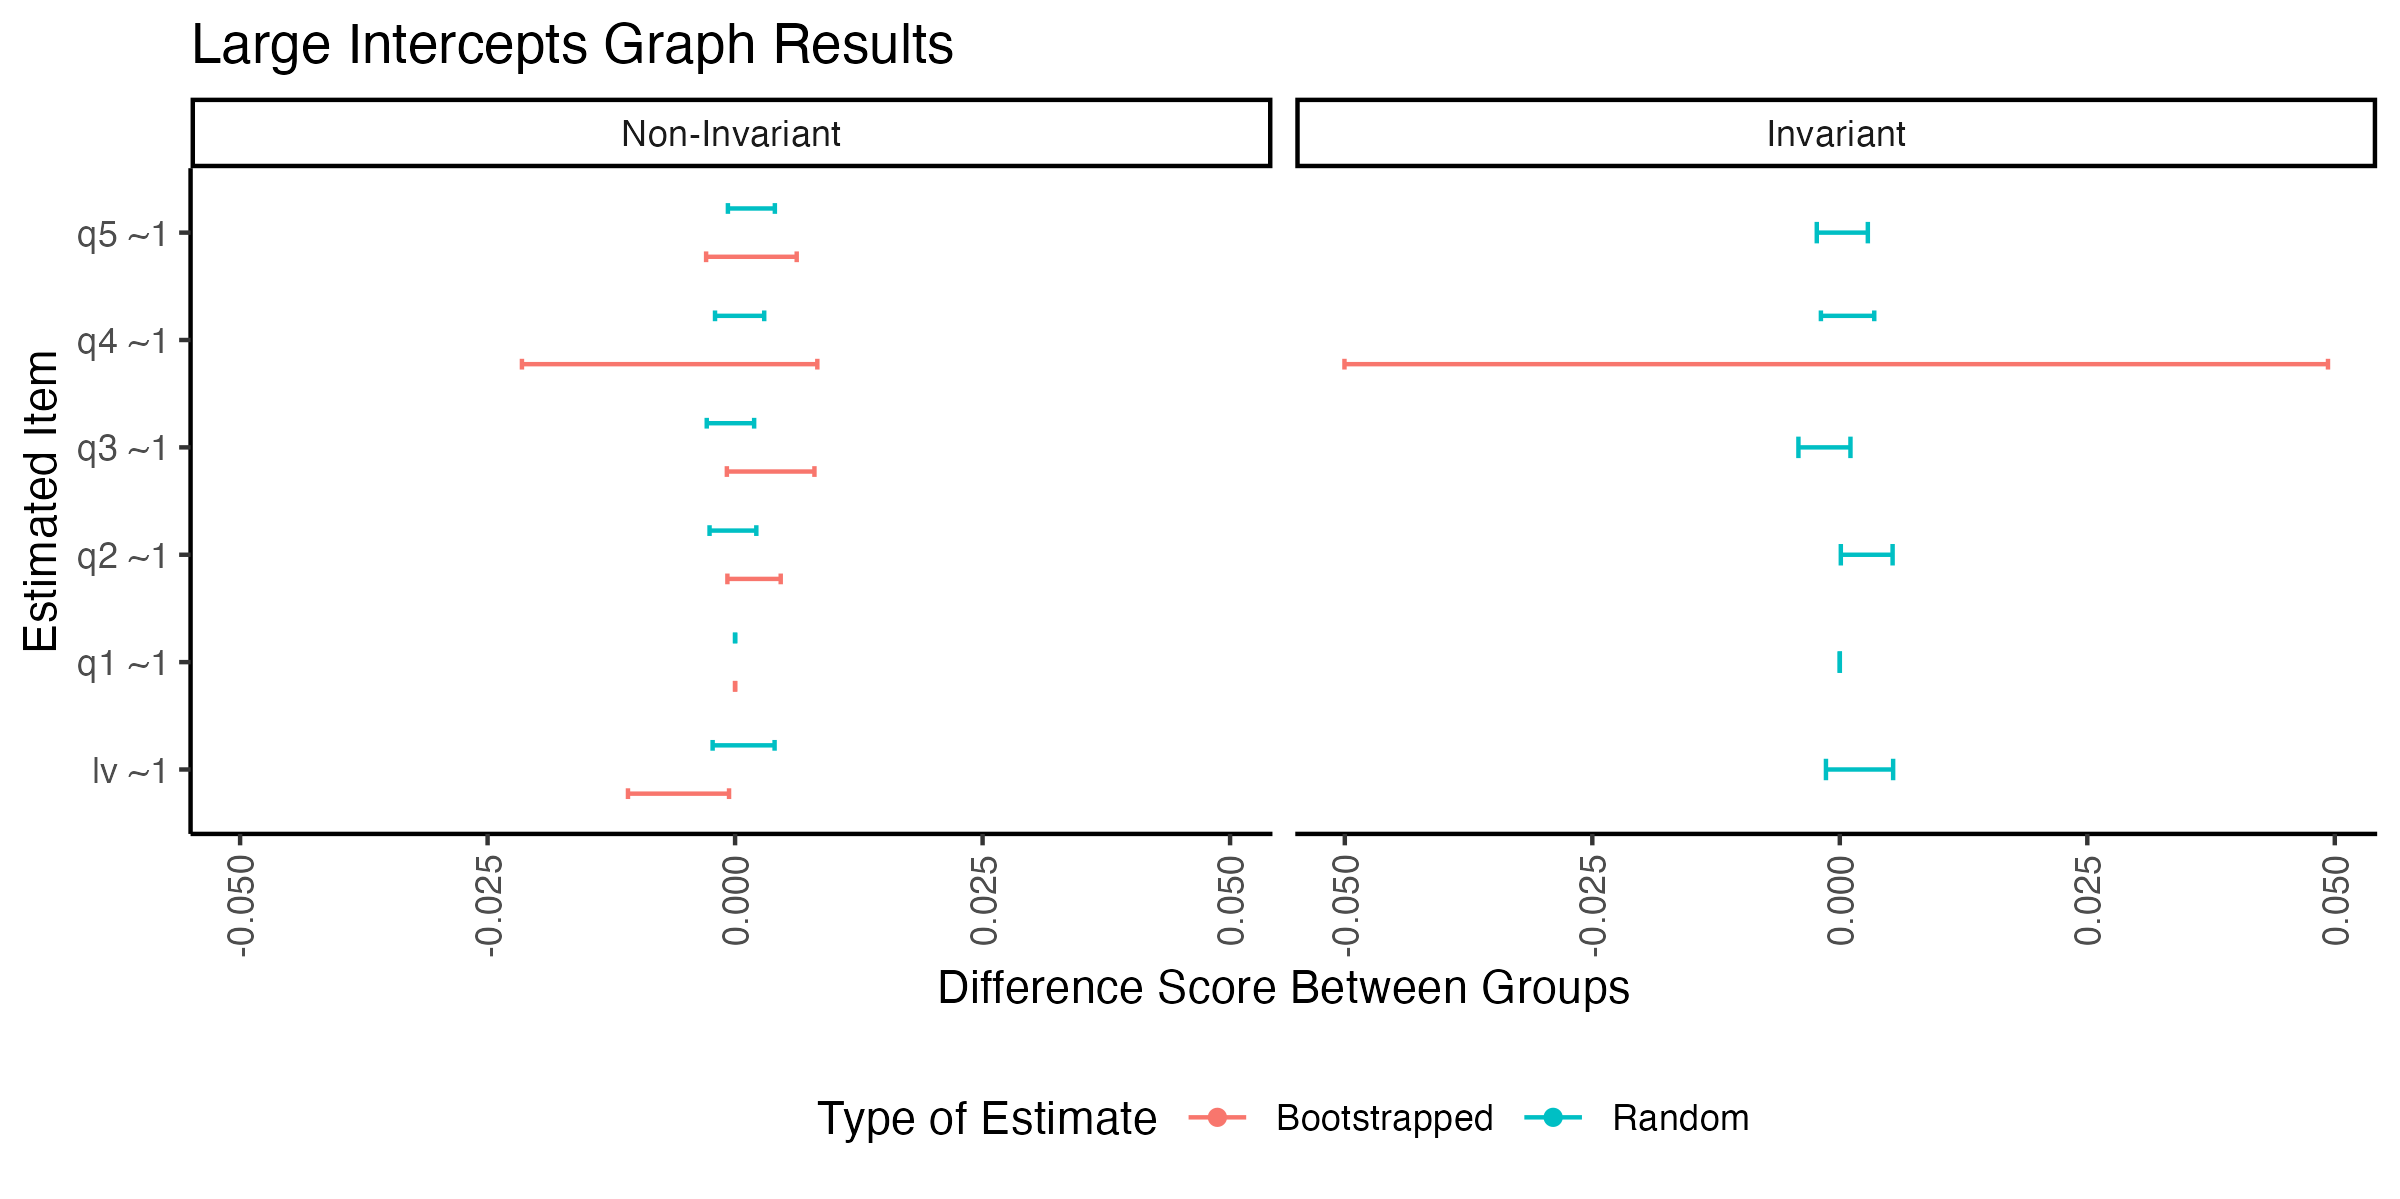 Large Intercepts Graph Results
Non-Invariant
Invariant
Estimated Item
q5 ~1
q4 ~1
q3 ~1
q2 ~1
q1 ~1
lv ~1
-0.050
-0.025
0.000
0.025
0.050
-0.050
-0.025
0.000
0.025
0.050
Difference Score Between Groups
Type of Estimate Bootstrapped Random